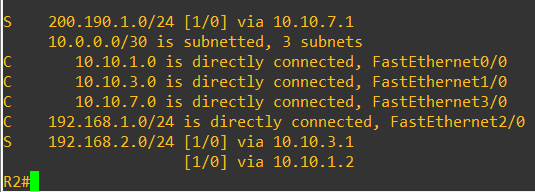 S    200.190.1.0/24 [1/0] via 10.10.7.1
     10.0.0.0/30 is subnetted, 3 subnets
C       10.10.1.0 is directly connected, FastEthernet0/0
C       10.10.3.0 is directly connected, FastEthernet1/0
C       10.10.7.0 is directly connected, FastEthernet3/0
C    192.168.1.0/24 is directly connected, FastEthernet2/0
S    192.168.2.0/24 [1/0] via 10.10.3.1
                    [1/0] via 10.10.1.2
R2#